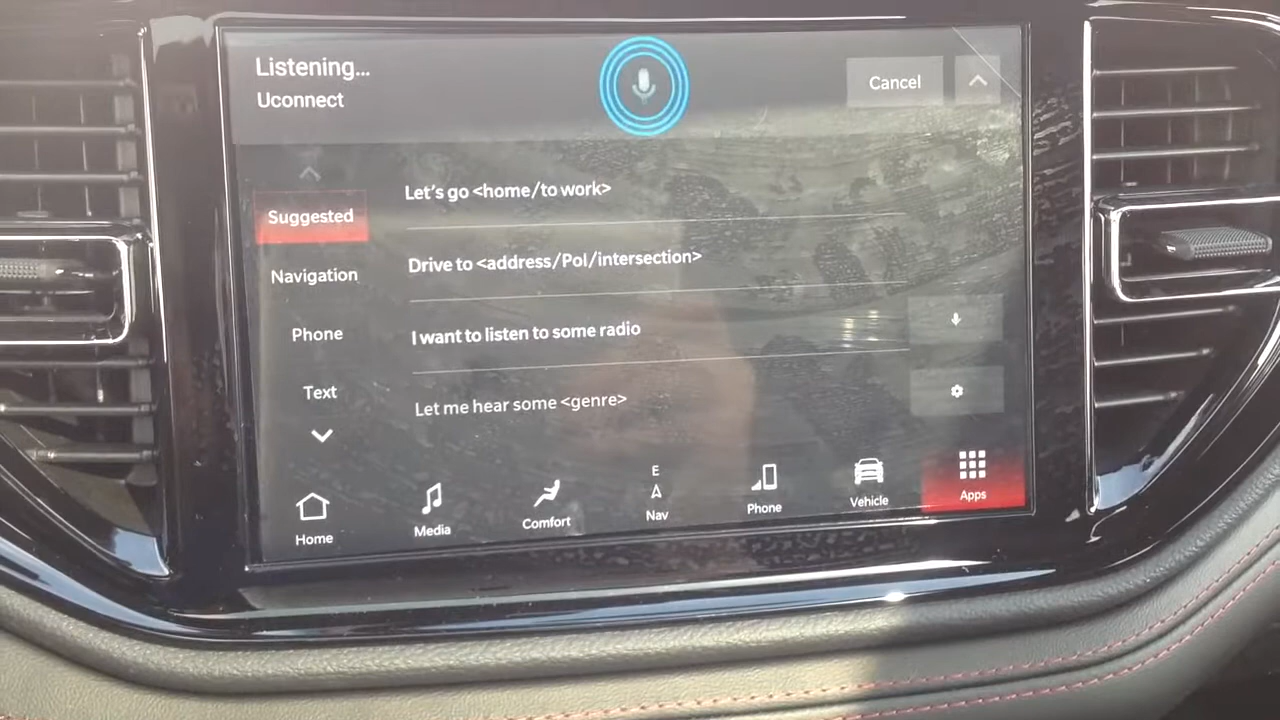 Listening...
Uconnect
Cancel
Let's go <home/to work>
Suggested
Drive to <address/PoI/intersection>
Navigation
I want to listen to some radio
Phone
Let me hear some <genre>
Text
Home
Media
Comfort
E
Nav
Phone
Vehicle
Apps